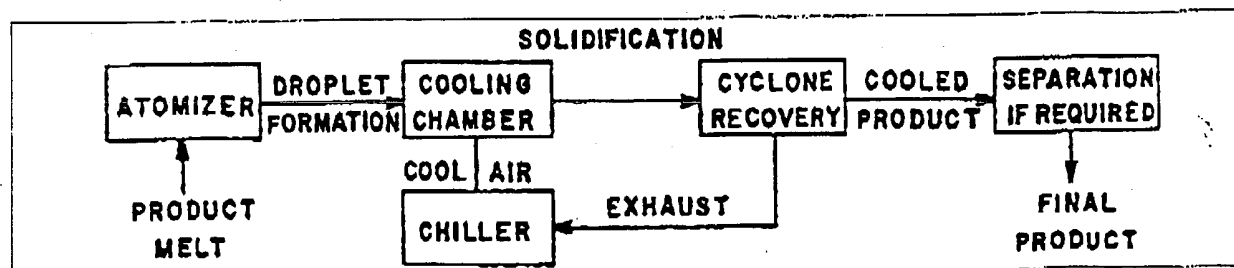 SOLIDIFICATION
ATOMIZER
DROPLET
FORMATION
COOLING
CHAMBER
CYCLONE
RECOVERY
COOLED
PRODUCT
SEPARATION
IF REQUIRED
COOL AIR
PRODUCT
MELT
CHILLER
EXHAUST
FINAL
PRODUCT